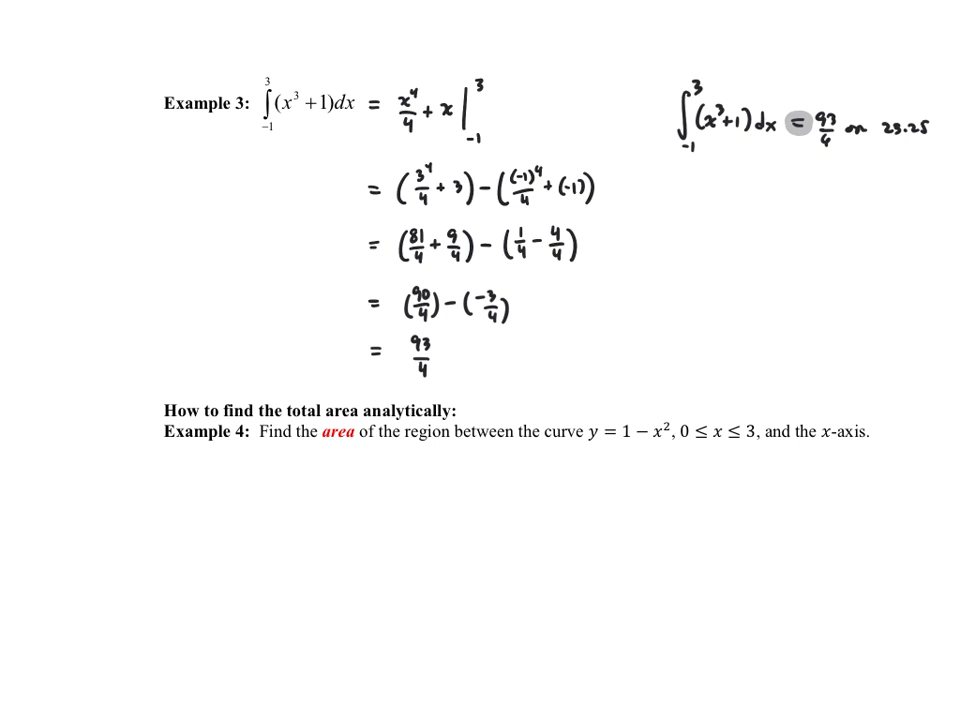 Example 3: ∫_{-1}^{3} (x³ + 1)dx = x⁴/4 + x |_{-1}^{3}
∫_{-1}^{3} (x³+1) dx = 93/4 or 23.25
= (3⁴/4 + 3) - ((-1)⁴/4 + (-1))
= (81/4 + 9/4) - (1/4 - 4/4)
= (90/4) - (-3/4)
= 93/4
How to find the total area analytically:
Example 4: Find the area of the region between the curve y = 1 − x², 0 ≤ x ≤ 3, and the x-axis.